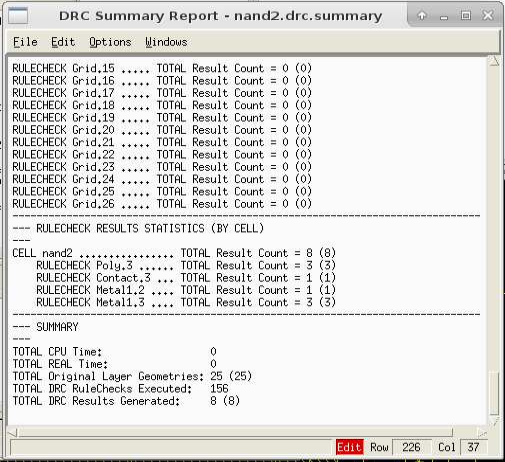 DRC Summary Report - nand2.drc.summary
File Edit Options Windows
RULECHECK Grid.15 ..... TOTAL Result Count = 0 (0)
RULECHECK Grid.16 ..... TOTAL Result Count = 0 (0)
RULECHECK Grid.17 ..... TOTAL Result Count = 0 (0)
RULECHECK Grid.18 ..... TOTAL Result Count = 0 (0)
RULECHECK Grid.19 ..... TOTAL Result Count = 0 (0)
RULECHECK Grid.20 ..... TOTAL Result Count = 0 (0)
RULECHECK Grid.21 ..... TOTAL Result Count = 0 (0)
RULECHECK Grid.22 ..... TOTAL Result Count = 0 (0)
RULECHECK Grid.23 ..... TOTAL Result Count = 0 (0)
RULECHECK Grid.24 ..... TOTAL Result Count = 0 (0)
RULECHECK Grid.25 ..... TOTAL Result Count = 0 (0)
RULECHECK Grid.26 ..... TOTAL Result Count = 0 (0)
----------------------------------------------------------------------------------
--- RULECHECK RESULTS STATISTICS (BY CELL)
---
CELL nand2 ................ TOTAL Result Count = 8 (8)
    RULECHECK Poly.3 ...... TOTAL Result Count = 3 (3)
    RULECHECK Contact.3 ... TOTAL Result Count = 1 (1)
    RULECHECK Metal1.2 .... TOTAL Result Count = 1 (1)
    RULECHECK Metal1.3 .... TOTAL Result Count = 3 (3)
----------------------------------------------------------------------------------
--- SUMMARY
---
TOTAL CPU Time:                  0
TOTAL REAL Time:                 0
TOTAL Original Layer Geometries: 25 (25)
TOTAL DRC RuleChecks Executed:   156
TOTAL DRC Results Generated:     8 (8)
Edit Row 226 Col 37